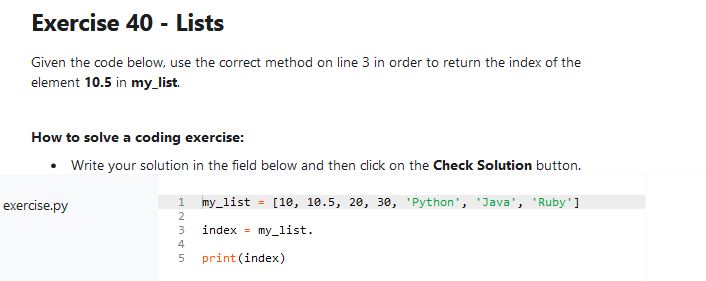 Exercise 40 - Lists
Given the code below, use the correct method on line 3 in order to return the index of the
element 10.5 in my_list.
How to solve a coding exercise:
• Write your solution in the field below and then click on the Check Solution button.
exercise.py
1 my_list = [10, 10.5, 20, 30, 'Python', 'Java', 'Ruby']
2
3 index = my_list.
4
5 print(index)